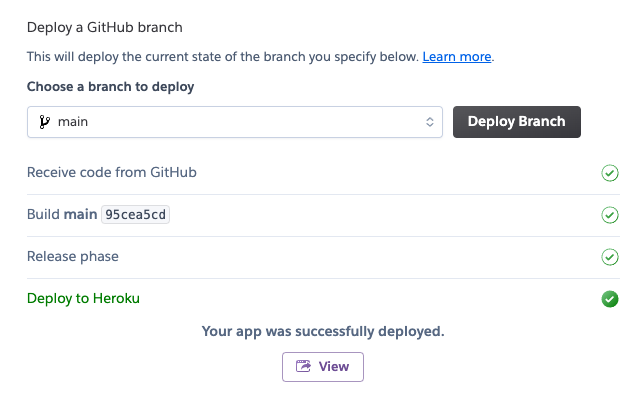 Deploy a GitHub branch
This will deploy the current state of the branch you specify below. Learn more.
Choose a branch to deploy
main
Deploy Branch
Receive code from GitHub
Build main 95cea5cd
Release phase
Deploy to Heroku
Your app was successfully deployed.
View